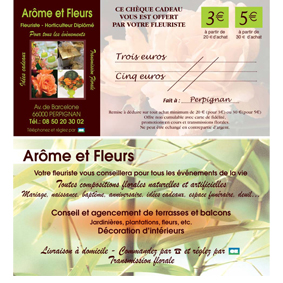 Arôme et Fleurs
Fleuriste - Horticulteur Diplômé
Pour tous les événements
Idées cadeaux
Transmission florale
Av de Barcelone
66000 PERPIGNAN
Tél.: 08 50 20 30 02
Téléphonez et réglez par
CE CHÈQUE CADEAU
VOUS EST OFFERT
PAR VOTRE FLEURISTE
3€
à partir de
20 € d'achat
5€
à partir de
30 € d'achat
Trois euros
Cinq euros
Fait à : Perpignan
Remise à déduire sur tout achat minimum de 20 € (pour 3€) ou 30 € (pour 5€)
Offre non cumulable avec carte de fidélité,
promotions en cours et transmissions florales.
Ne peut être échangé en contrepartie d'argent.
Arôme et Fleurs
Votre fleuriste vous conseillera pour tous les événements de la vie
Toutes compositions florales naturelles et artificielles :
Mariage, naissance, baptême, anniversaire, idées cadeaux, espace funéraire, deuil...
Conseil et agencement de terrasses et balcons
Jardinières, plantations, fleurs, etc.
Décoration d'intérieurs
Livraison à domicile - Commandez par ☎ et réglez par
Transmission florale